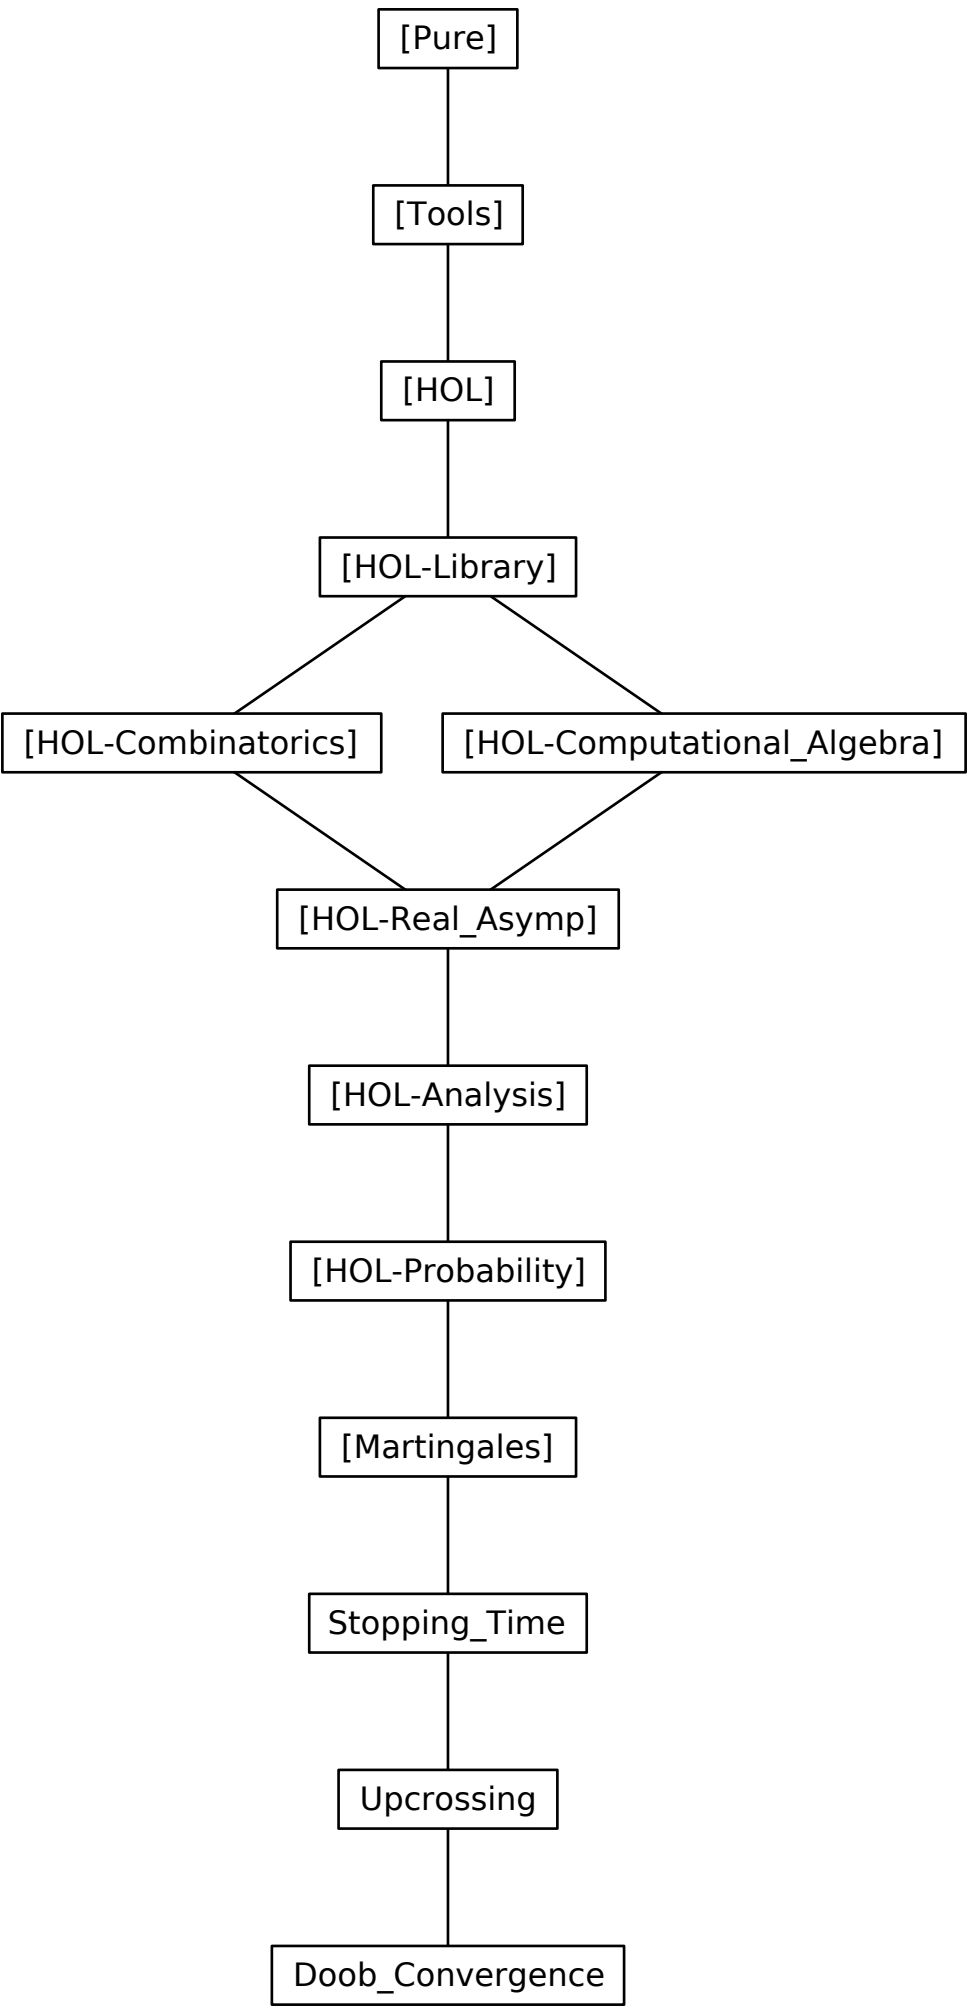 [Pure]
[Tools]
[HOL]
[HOL-Library]
[HOL-Combinatorics]
[HOL-Computational_Algebra]
[HOL-Real_Asymp]
[HOL-Analysis]
[HOL-Probability]
[Martingales]
Stopping_Time
Upcrossing
Doob_Convergence